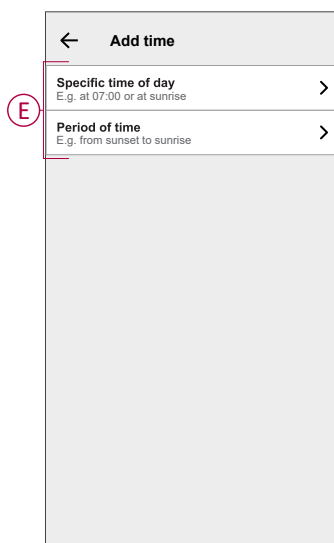 Add time
Specific time of day
E.g. at 07:00 or at sunrise
E
Period of time
E.g. from sunset to sunrise